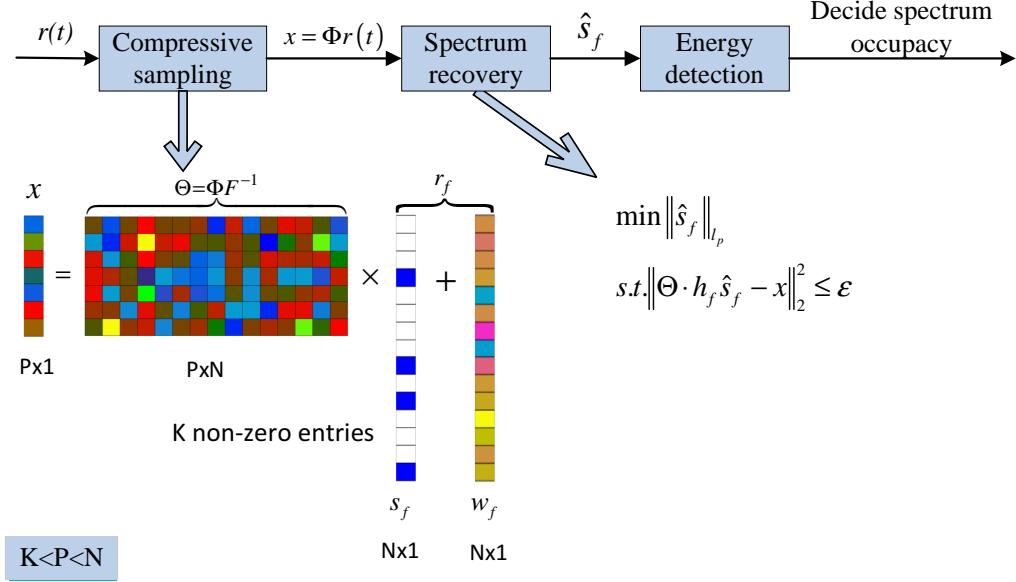 r(t)
Compressive
sampling
x = Φr(t)
Spectrum
recovery
ŝ_f
Energy
detection
Decide spectrum
occupancy
x
Θ=ΦF^{-1}
r_f
=
×
+
min‖ŝ_f‖_{l_p}
s.t.‖Θ · h_f ŝ_f − x‖_2^2 ≤ ε
Px1
PxN
K non-zero entries
s_f
w_f
Nx1
Nx1
K<P<N